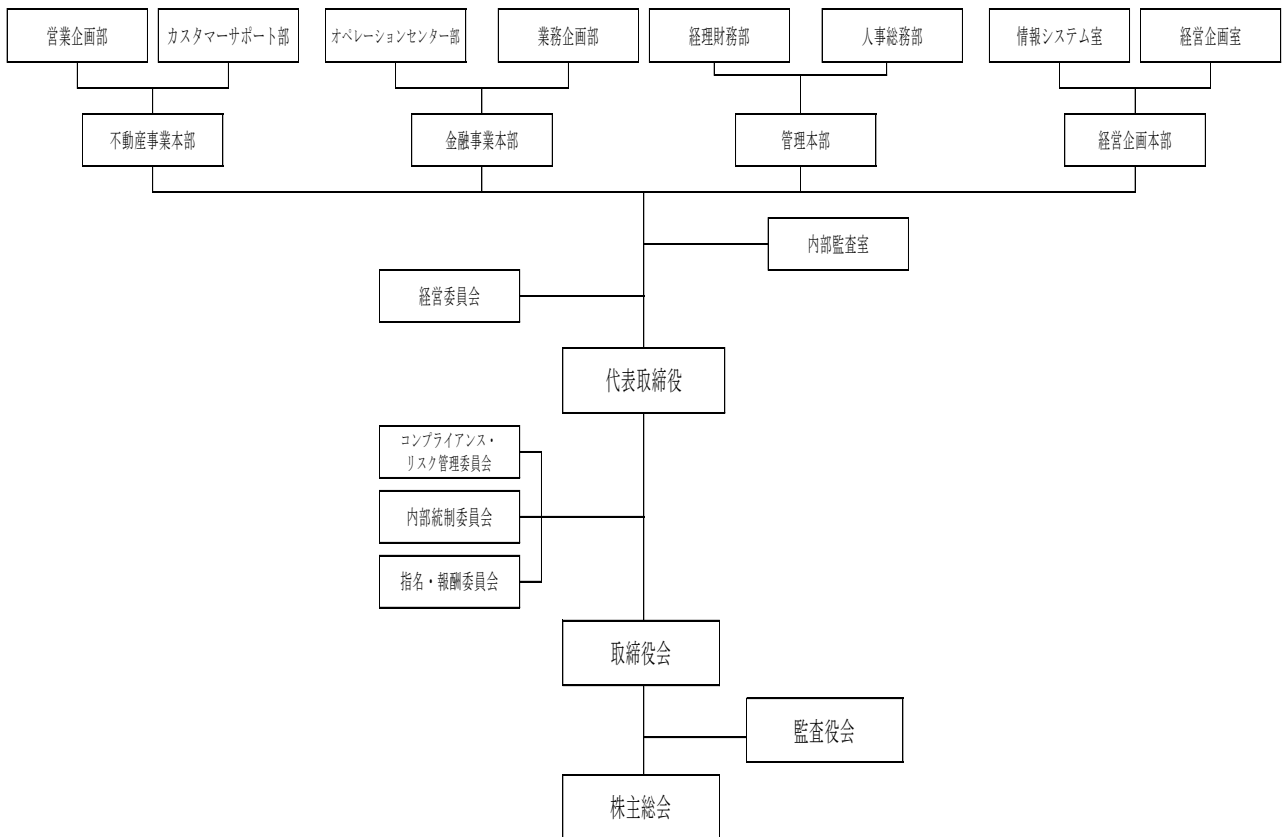 営業企画部
カスタマーサポート部
オペレーションセンター部
業務企画部
経理財務部
人事総務部
情報システム室
経営企画室
不動産事業本部
金融事業本部
管理本部
経営企画本部
内部監査室
経営委員会
代表取締役
コンプライアンス・
リスク管理委員会
内部統制委員会
指名・報酬委員会
取締役会
監査役会
株主総会